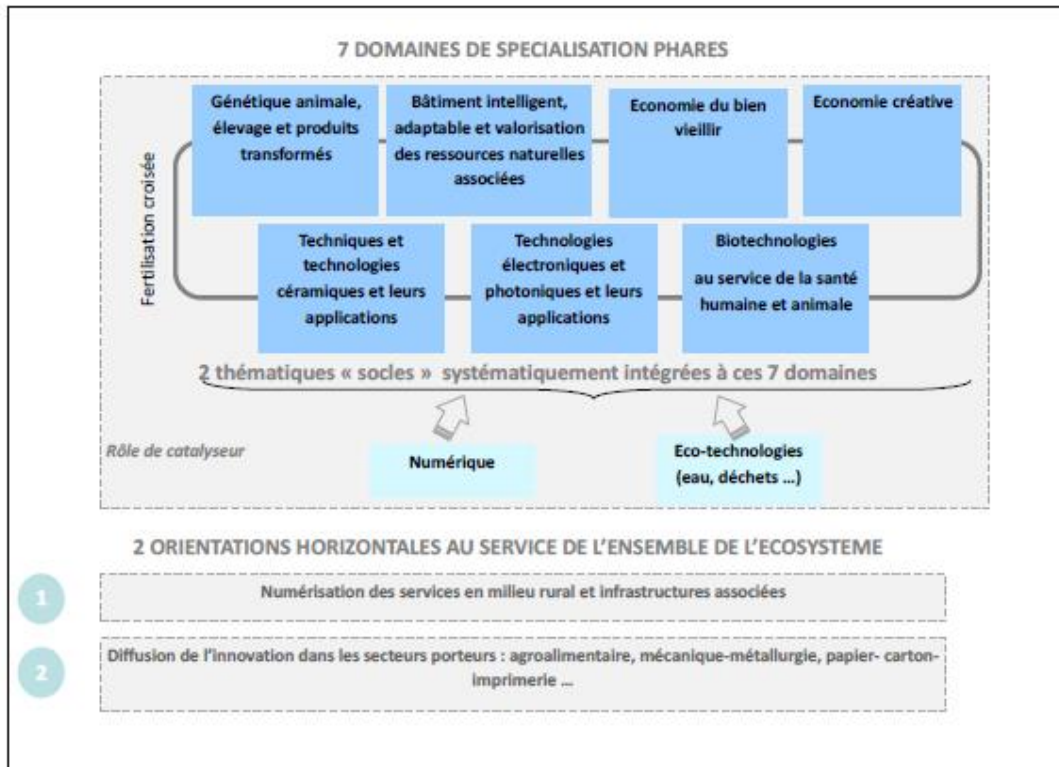 7 DOMAINES DE SPECIALISATION PHARES
Génétique animale,
élevage et produits
transformés
Bâtiment intelligent,
adaptable et valorisation
des ressources naturelles
associées
Economie du bien
vieillir
Economie créative
Fertilisation croisée
Techniques et
technologies
céramiques et leurs
applications
Technologies
électroniques et
photoniques et leurs
applications
Biotechnologies
au service de la santé
humaine et animale
2 thématiques « socles » systématiquement intégrées à ces 7 domaines
Rôle de catalyseur
Numérique
Eco-technologies
(eau, déchets ...)
2 ORIENTATIONS HORIZONTALES AU SERVICE DE L'ENSEMBLE DE L'ECOSYSTEME
1
Numérisation des services en milieu rural et infrastructures associées
2
Diffusion de l'innovation dans les secteurs porteurs : agroalimentaire, mécanique-métallurgie, papier- carton-
imprimerie ...